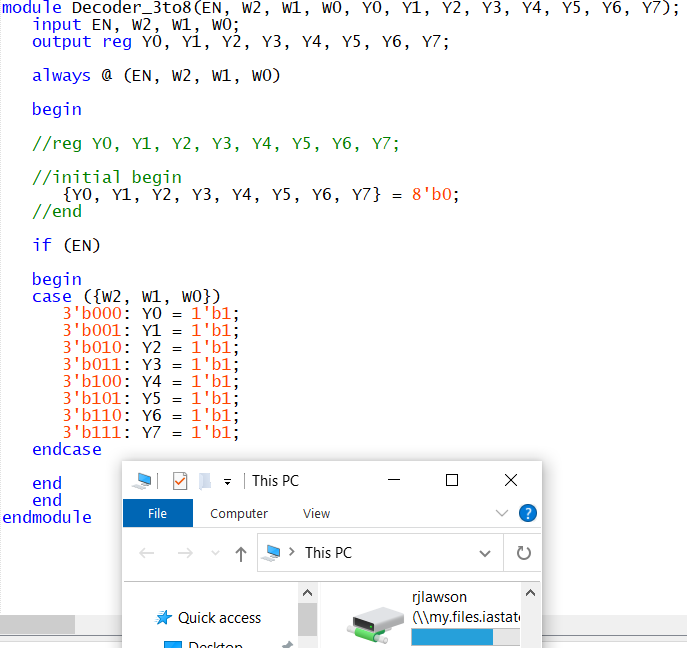 module Decoder_3to8(EN, W2, W1, W0, Y0, Y1, Y2, Y3, Y4, Y5, Y6, Y7);
input EN, W2, W1, W0;
output reg Y0, Y1, Y2, Y3, Y4, Y5, Y6, Y7;
always @ (EN, W2, W1, W0)
begin
//reg Y0, Y1, Y2, Y3, Y4, Y5, Y6, Y7;
//initial begin
{Y0, Y1, Y2, Y3, Y4, Y5, Y6, Y7} = 8'b0;
//end
if (EN)
begin
case ({W2, W1, W0})
3'b000: Y0 = 1'b1;
3'b001: Y1 = 1'b1;
3'b010: Y2 = 1'b1;
3'b011: Y3 = 1'b1;
3'b100: Y4 = 1'b1;
3'b101: Y5 = 1'b1;
3'b110: Y6 = 1'b1;
3'b111: Y7 = 1'b1;
endcase
end
end
endmodule
This PC
File Computer View
?
This PC
Quick access
Desktop
rjlawson
(\\my.files.iastate